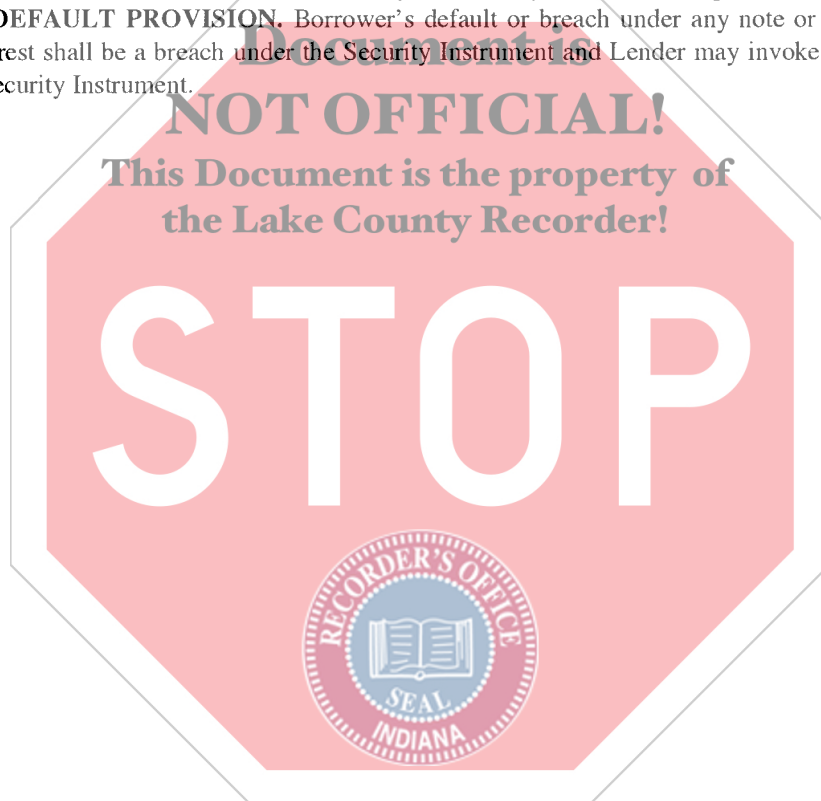 DEFAULT PROVISION. Borrower's default or breach under any note or
rest shall be a breach under the Security Instrument and Lender may invoke
ecurity Instrument.
Document is
NOT OFFICIAL!
This Document is the property of
the Lake County Recorder!
STOP
RECORDER'S OFFICE
SEAL
INDIANA